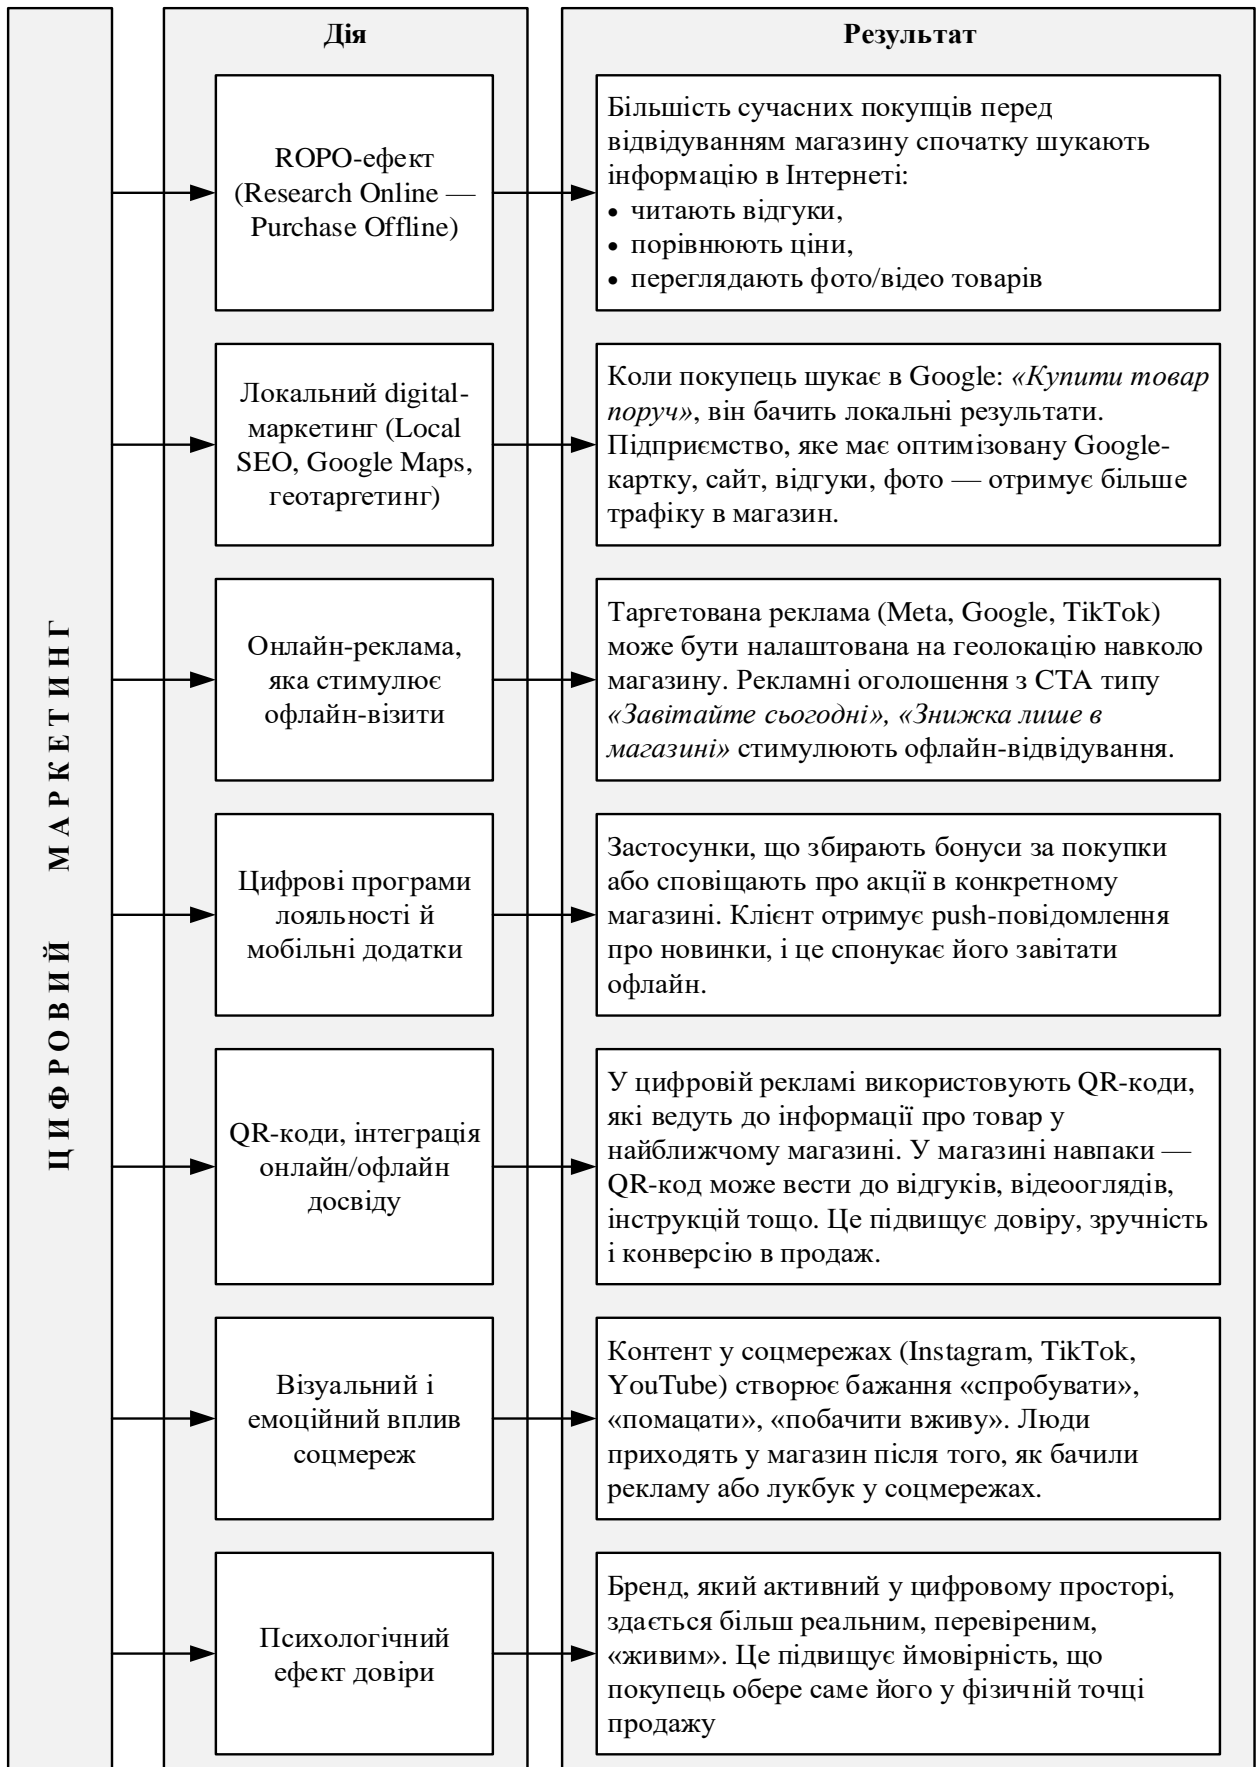 ЦИФРОВИЙ МАРКЕТИНГ
Дія
Результат
ROPO-ефект
(Research Online —
Purchase Offline)
Більшість сучасних покупців перед
відвідуванням магазину спочатку шукають
інформацію в Інтернеті:
• читають відгуки,
• порівнюють ціни,
• переглядають фото/відео товарів
Локальний digital-
маркетинг (Local
SEO, Google Maps,
геотаргетинг)
Коли покупець шукає в Google: «Купити товар
поруч», він бачить локальні результати.
Підприємство, яке має оптимізовану Google-
картку, сайт, відгуки, фото — отримує більше
трафіку в магазин.
Онлайн-реклама,
яка стимулює
офлайн-візити
Таргетована реклама (Meta, Google, TikTok)
може бути налаштована на геолокацію навколо
магазину. Рекламні оголошення з CTA типу
«Завітайте сьогодні», «Знижка лише в
магазині» стимулюють офлайн-відвідування.
Цифрові програми
лояльності й
мобільні додатки
Застосунки, що збирають бонуси за покупки
або сповіщають про акції в конкретному
магазині. Клієнт отримує push-повідомлення
про новинки, і це спонукає його завітати
офлайн.
QR-коди, інтеграція
онлайн/офлайн
досвіду
У цифровій рекламі використовують QR-коди,
які ведуть до інформації про товар у
найближчому магазині. У магазині навпаки —
QR-код може вести до відгуків, відеооглядів,
інструкцій тощо. Це підвищує довіру, зручність
і конверсію в продаж.
Візуальний і
емоційний вплив
соцмереж
Контент у соцмережах (Instagram, TikTok,
YouTube) створює бажання «спробувати»,
«помацати», «побачити вживу». Люди
приходять у магазин після того, як бачили
рекламу або лукбук у соцмережах.
Психологічний
ефект довіри
Бренд, який активний у цифровому просторі,
здається більш реальним, перевіреним,
«живим». Це підвищує ймовірність, що
покупець обере саме його у фізичній точці
продажу